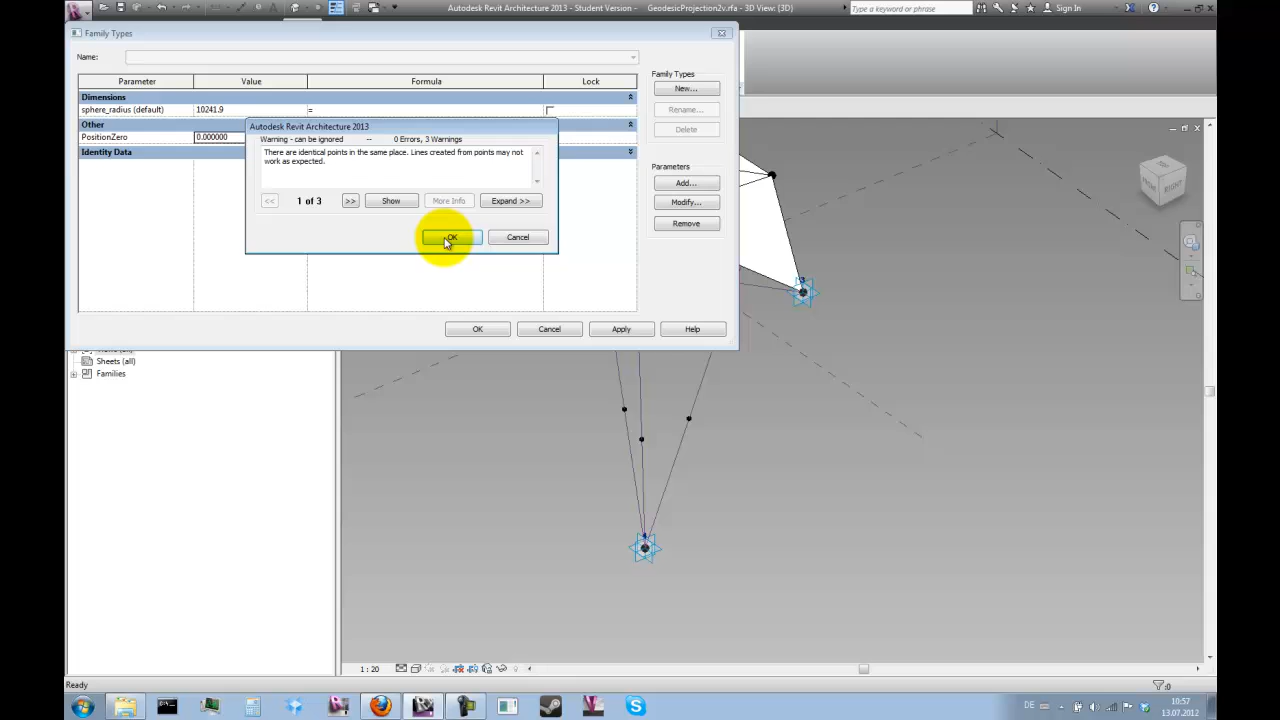 Autodesk Revit Architecture 2013 - Student Version - GeodesicProjection2v.rfa - 3D View: {3D}
Type a keyword or phrase
Sign In
Family Types
Name:
Parameter Value Formula Lock
Dimensions
sphere_radius (default) 10241.9 =
Other
PositionZero 0.000000
Identity Data
Autodesk Revit Architecture 2013
Warning - can be ignored -- 0 Errors, 3 Warnings
There are identical points in the same place. Lines created from points may not
work as expected.
<< 1 of 3 >> Show More Info Expand >>
OK Cancel
Family Types
New...
Rename...
Delete
Parameters
Add...
Modify...
Remove
OK Cancel Apply Help
Sheets (all)
Families
RIGHT
1 : 20
Ready
:0
DE
10:57
13.07.2012